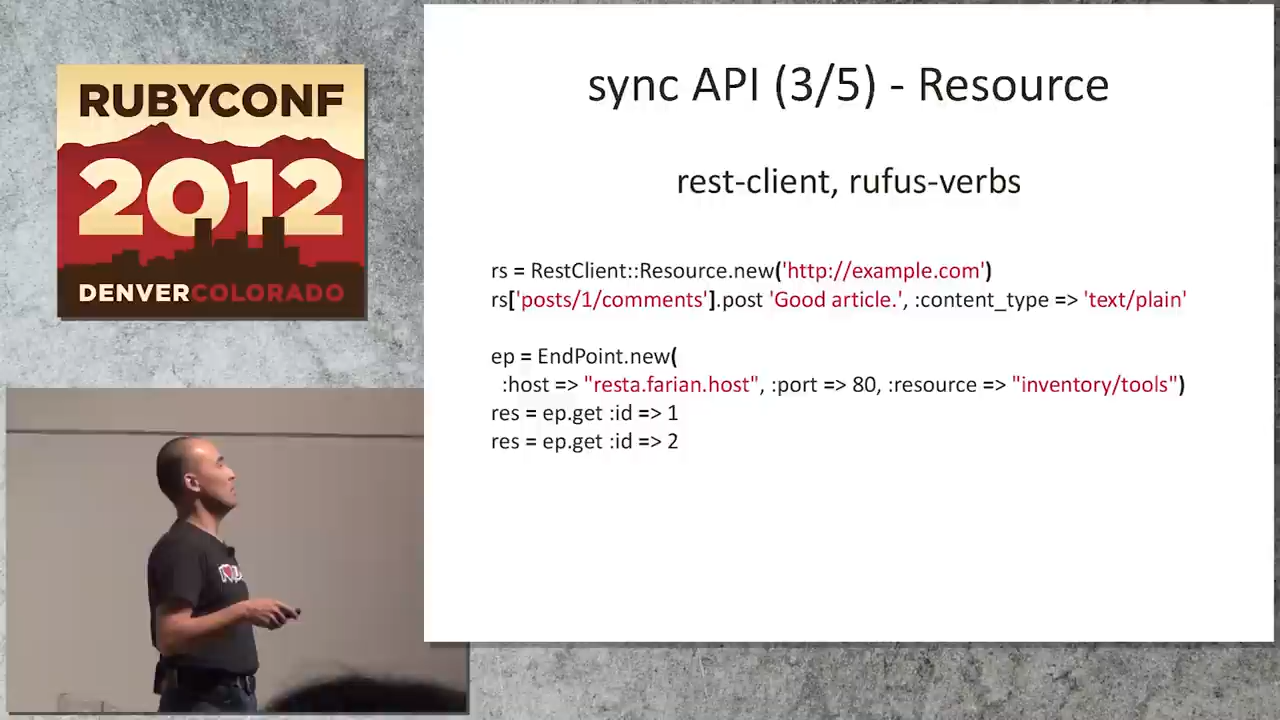 RUBYCONF
2012
DENVERCOLORADO
sync API (3/5) - Resource
rest-client, rufus-verbs
rs = RestClient::Resource.new('http://example.com')
rs['posts/1/comments'].post 'Good article.', :content_type => 'text/plain'
ep = EndPoint.new(
:host => "resta.farian.host", :port => 80, :resource => "inventory/tools")
res = ep.get :id => 1
res = ep.get :id => 2